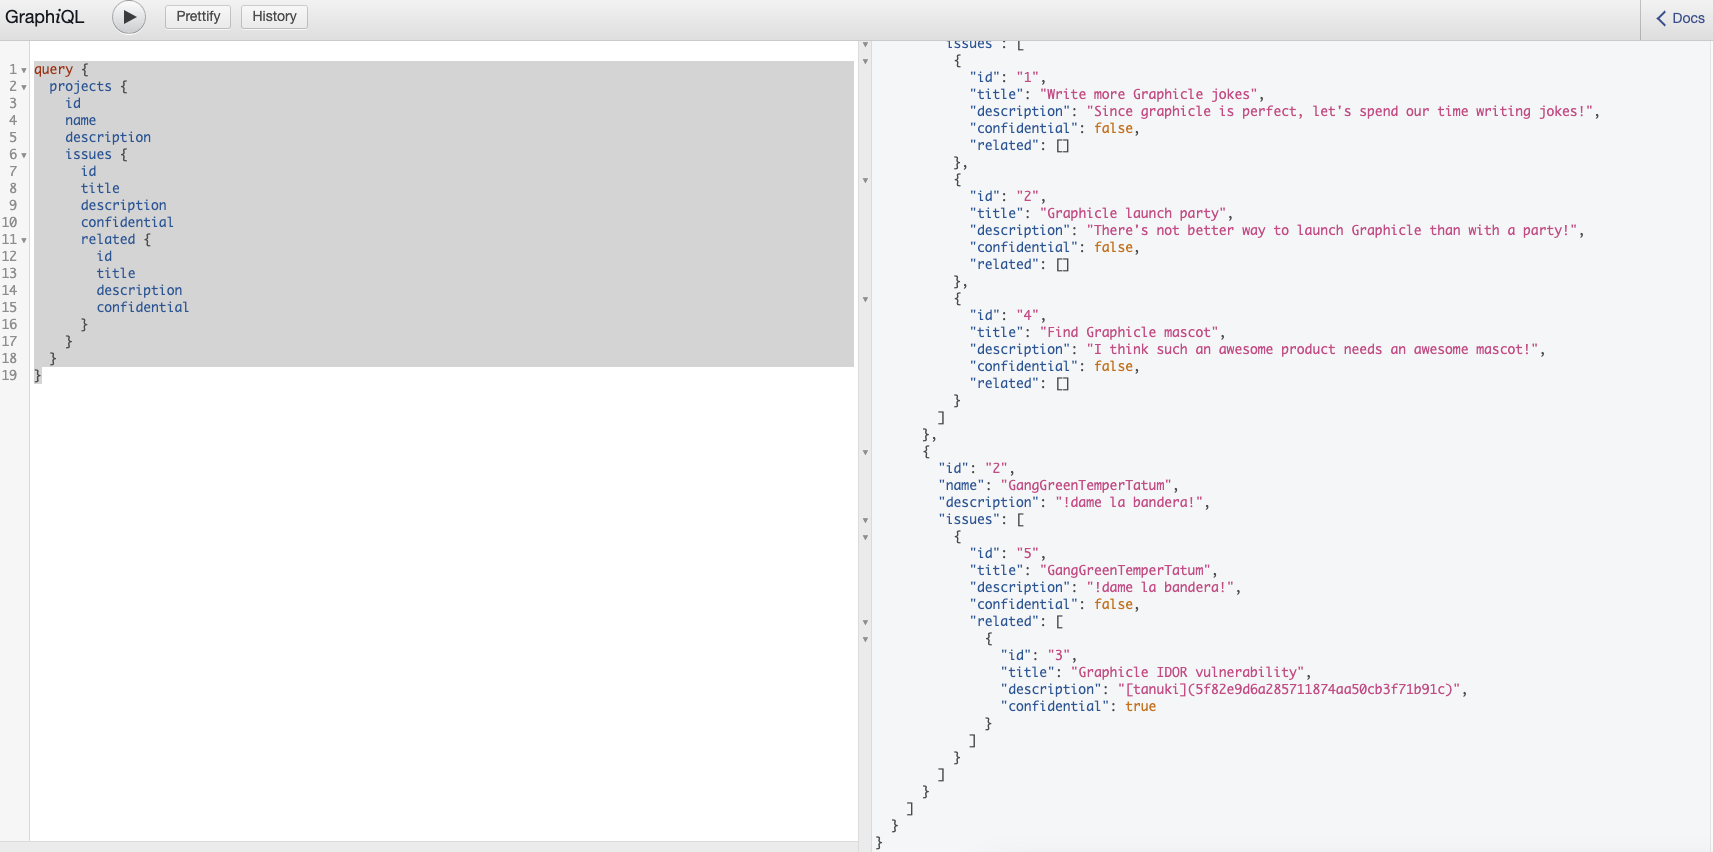 GraphiQL
Prettify
History
Docs
1 query {
2 projects {
3 id
4 name
5 description
6 issues {
7 id
8 title
9 description
10 confidential
11 related {
12 id
13 title
14 description
15 confidential
16 }
17 }
18 }
19 }
"issues": [
{
"id": "1",
"title": "Write more Graphicle jokes",
"description": "Since graphicle is perfect, let's spend our time writing jokes!",
"confidential": false,
"related": []
},
{
"id": "2",
"title": "Graphicle launch party",
"description": "There's not better way to launch Graphicle than with a party!",
"confidential": false,
"related": []
},
{
"id": "4",
"title": "Find Graphicle mascot",
"description": "I think such an awesome product needs an awesome mascot!",
"confidential": false,
"related": []
}
]
},
{
"id": "2",
"name": "GangGreenTemperTatum",
"description": "!dame la bandera!",
"issues": [
{
"id": "5",
"title": "GangGreenTemperTatum",
"description": "!dame la bandera!",
"confidential": false,
"related": [
{
"id": "3",
"title": "Graphicle IDOR vulnerability",
"description": "[tanuki](5f82e9d6a285711874aa50cb3f71b91c)",
"confidential": true
}
]
}
]
}
]
}
}